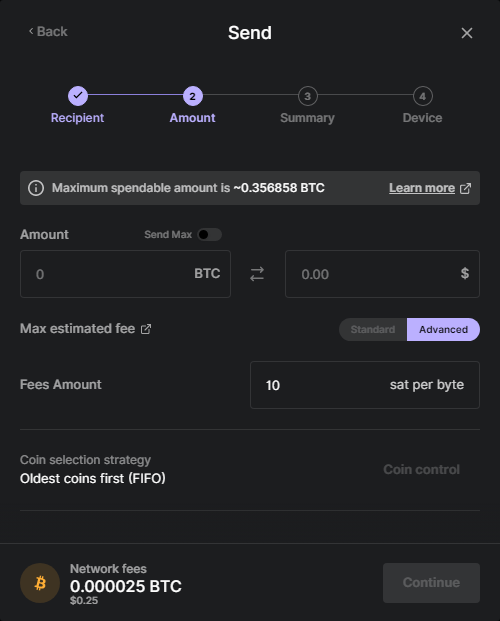 Back
Send
2
3
4
Recipient
Amount
Summary
Device
Maximum spendable amount is ~0.356858 BTC
Learn more
Amount
Send Max
0
BTC
0.00
$
Max estimated fee
Standard
Advanced
Fees Amount
10
sat per byte
Coin selection strategy
Oldest coins first (FIFO)
Coin control
Network fees
0.000025 BTC
$0.25
Continue